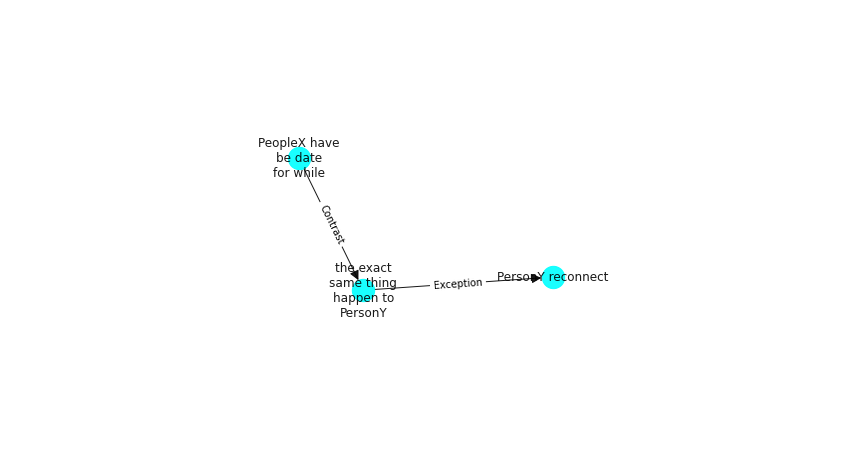 PeopleX have
be date
for while
Contrast
the exact
same thing
happen to
PersonY
Exception
PersonY reconnect